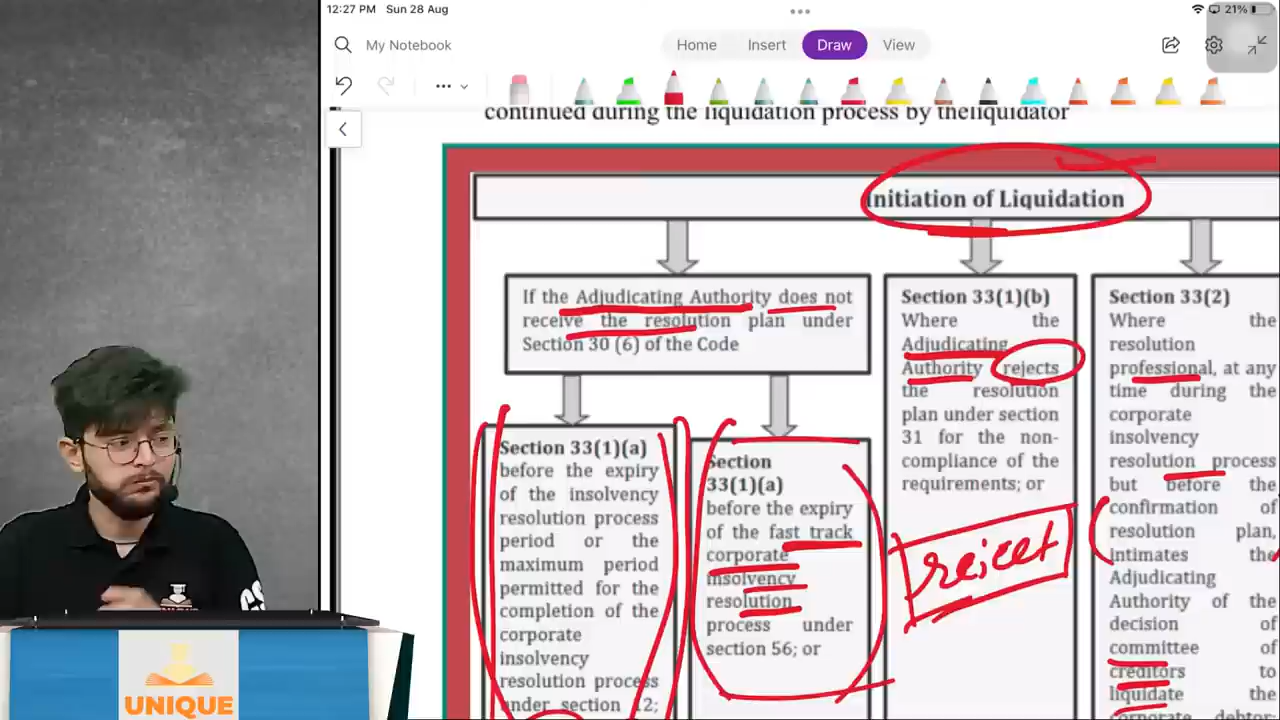 12:27 PM Sun 28 Aug
21%
My Notebook
Home Insert Draw View
continued during the liquidation process by theliquidator
Initiation of Liquidation
If the Adjudicating Authority does not
receive the resolution plan under
Section 30 (6) of the Code
Section 33(1)(a)
before the expiry
of the insolvency
resolution process
period or the
maximum period
permitted for the
completion of the
corporate
insolvency
resolution process
under section 12;
Section
33(1)(a)
before the expiry
of the fast track
corporate
insolvency
resolution
process under
section 56; or
Section 33(1)(b)
Where the
Adjudicating
Authority rejects
the resolution
plan under section
31 for the non-
compliance of the
requirements; or
reject
Section 33(2)
Where the
resolution
professional, at any
time during the
corporate
insolvency
resolution process
but before the
confirmation of
resolution plan,
intimates the
Adjudicating
Authority of the
decision of
committee of
creditors to
liquidate the
corporate debtor
UNIQUE